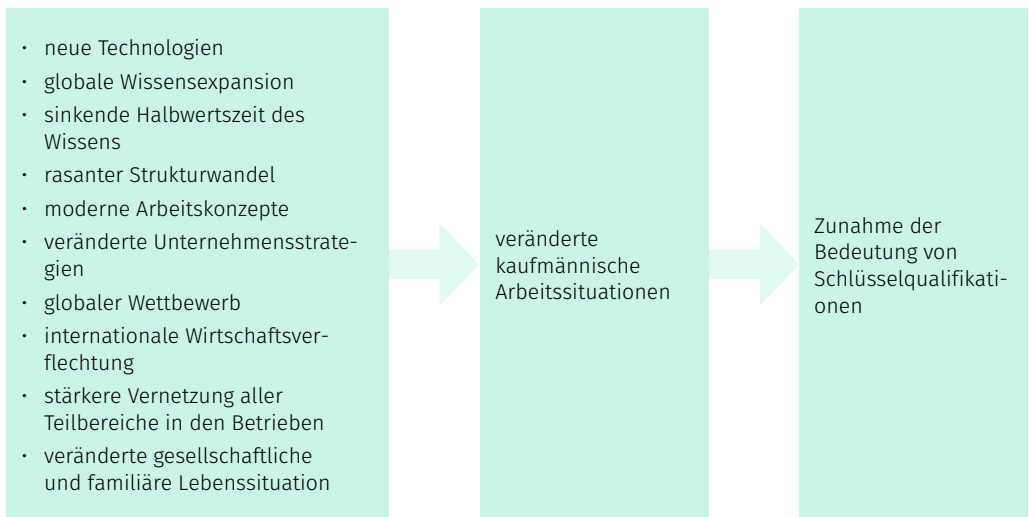 · neue Technologien
· globale Wissensexpansion
· sinkende Halbwertszeit des
Wissens
· rasanter Strukturwandel
· moderne Arbeitskonzepte
· veränderte Unternehmensstrate-
gien
· globaler Wettbewerb
· internationale Wirtschaftsver-
flechtung
· stärkere Vernetzung aller
Teilbereiche in den Betrieben
· veränderte gesellschaftliche
und familiäre Lebenssituation
veränderte
kaufmännische
Arbeitssituationen
Zunahme der
Bedeutung von
Schlüsselqualifikati-
onen